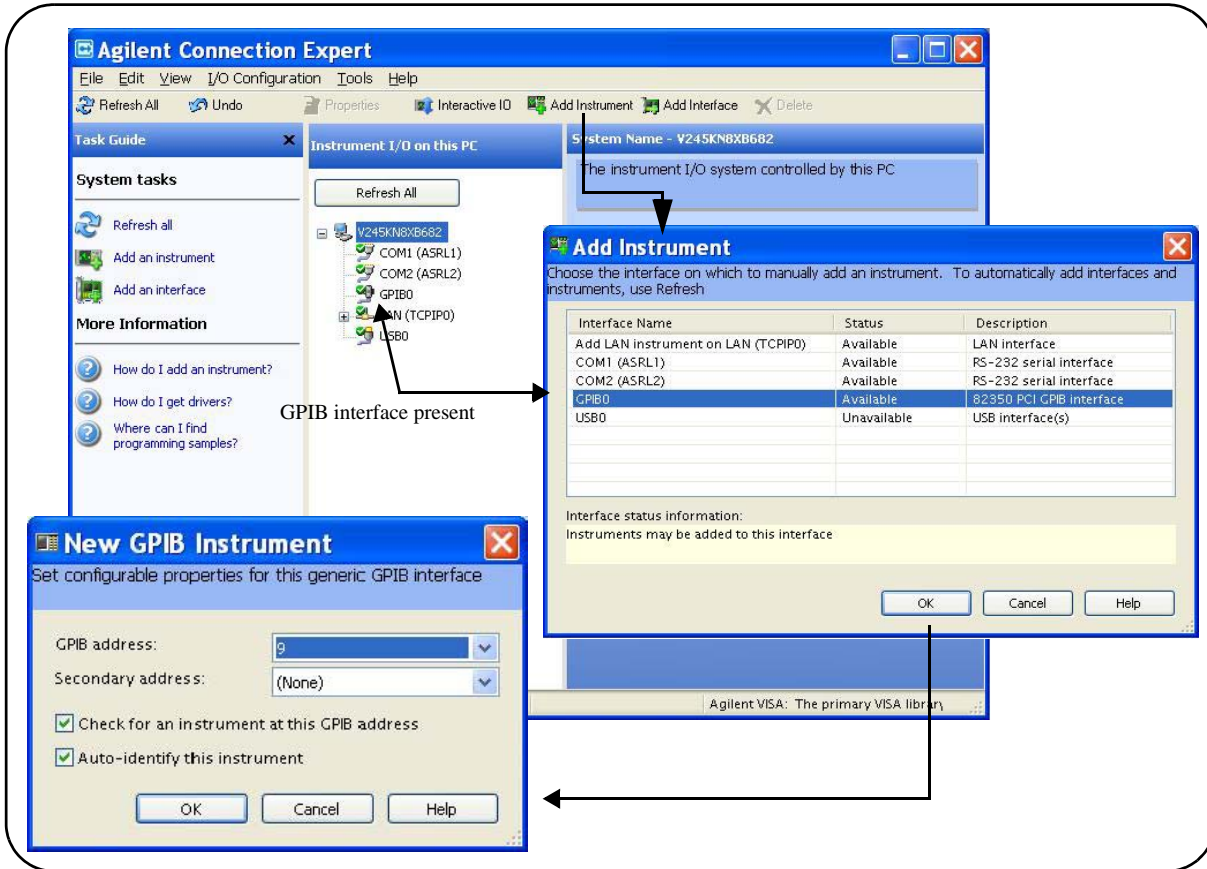 Agilent Connection Expert
File Edit View I/O Configuration Tools Help
Refresh All Undo Properties Interactive IO Add Instrument Add Interface Delete
Task Guide
System tasks
Refresh all
Add an instrument
Add an interface
More Information
How do I add an instrument?
How do I get drivers?
Where can I find
programming samples?
Instrument I/O on this PC
Refresh All
V245KN8XB682
COM1 (ASRL1)
COM2 (ASRL2)
GPIB0
LAN (TCPIP0)
USB0
GPIB interface present
System Name - V245KN8XB682
The instrument I/O system controlled by this PC
Add Instrument
Choose the interface on which to manually add an instrument. To automatically add interfaces and
instruments, use Refresh
Interface Name Status Description
Add LAN instrument on LAN (TCPIP0) Available LAN interface
COM1 (ASRL1) Available RS-232 serial interface
COM2 (ASRL2) Available RS-232 serial interface
GPIB0 Available 82350 PCI GPIB interface
USB0 Unavailable USB interface(s)
Interface status information:
Instruments may be added to this interface
OK Cancel Help
New GPIB Instrument
Set configurable properties for this generic GPIB interface
GPIB address: 9
Secondary address: (None)
Check for an instrument at this GPIB address
Auto-identify this instrument
OK Cancel Help
Agilent VISA: The primary VISA library